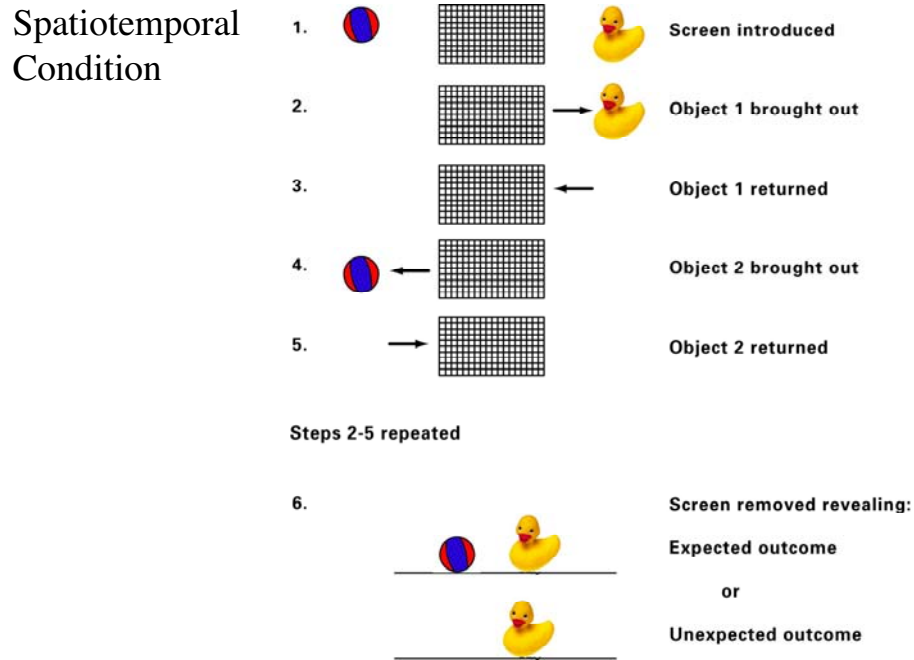 Spatiotemporal
Condition
1. Screen introduced
2. Object 1 brought out
3. Object 1 returned
4. Object 2 brought out
5. Object 2 returned
Steps 2-5 repeated
6. Screen removed revealing:
Expected outcome
or
Unexpected outcome